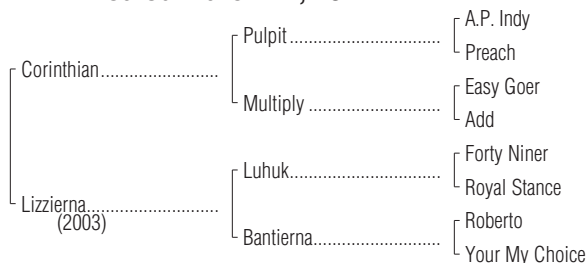 A.P. Indy
Pulpit
Preach
Corinthian
Easy Goer
Multiply
Add
Forty Niner
Luhuk
Royal Stance
Lizzierna
(2003)
Roberto
Bantierna
Your My Choice